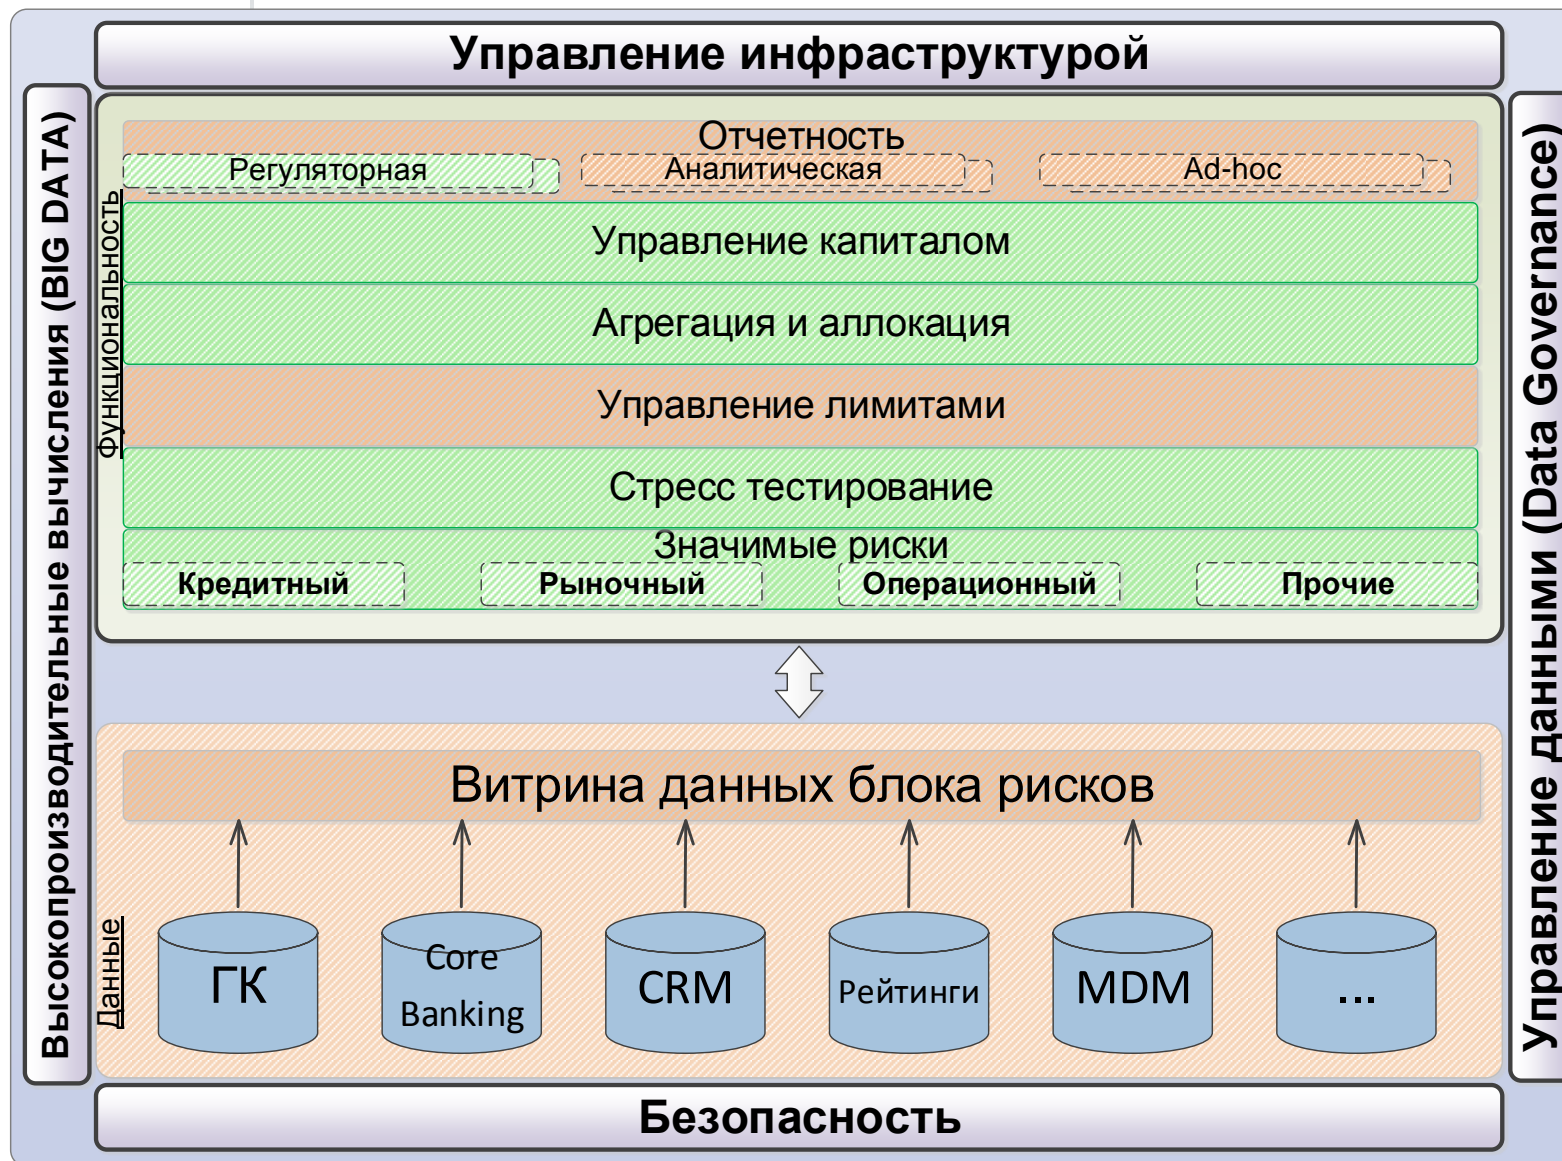 Управление инфраструктурой
Высокопроизводительные вычисления (BIG DATA)
Функциональность
Отчетность
Регуляторная
Аналитическая
Ad-hoc
Управление капиталом
Агрегация и аллокация
Управление лимитами
Стресс тестирование
Значимые риски
Кредитный
Рыночный
Операционный
Прочие
Управление данными (Data Governance)
Данные
Витрина данных блока рисков
ГК
Core
Banking
CRM
Рейтинги
MDM
...
Безопасность